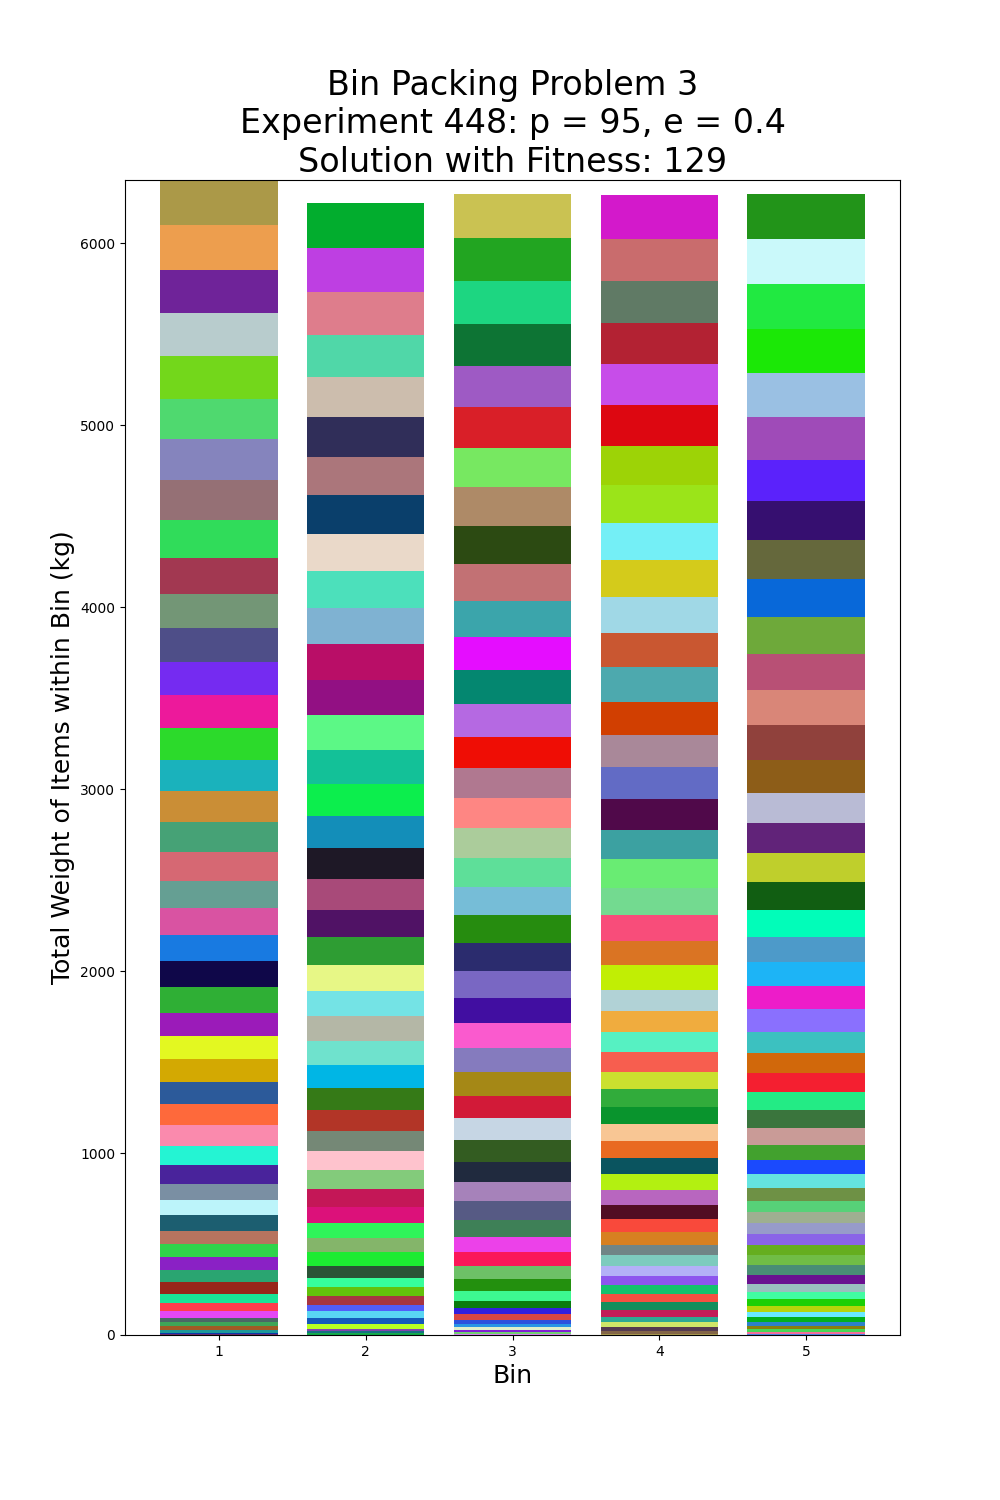 Bin Packing Problem 3
Experiment 448: p = 95, e = 0.4
Solution with Fitness: 129
Total Weight of Items within Bin (kg)
6000
5000
4000
3000
2000
1000
0
1 2 3 4 5
Bin